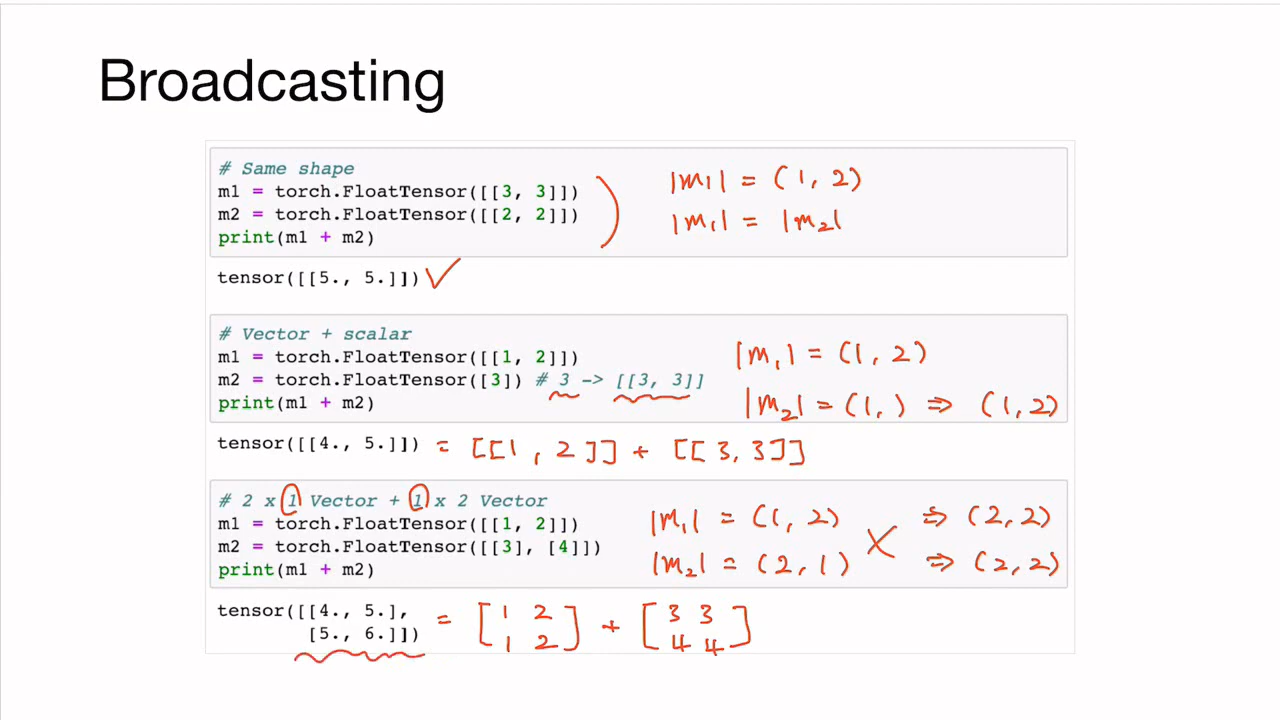 Broadcasting
# Same shape
m1 = torch.FloatTensor([[3, 3]])
m2 = torch.FloatTensor([[2, 2]])
print(m1 + m2)
|m₁| = (1, 2)
|m₁| = |m₂|
tensor([[5., 5.]])
# Vector + scalar
m1 = torch.FloatTensor([[1, 2]])
m2 = torch.FloatTensor([3]) # 3 -> [[3, 3]]
print(m1 + m2)
|m₁| = (1, 2)
|m₂| = (1, ) ⇒ (1, 2)
tensor([[4., 5.]]) = [[1, 2]] + [[3, 3]]
# 2 x 1 Vector + 1 x 2 Vector
m1 = torch.FloatTensor([[1, 2]])
m2 = torch.FloatTensor([[3], [4]])
print(m1 + m2)
|m₁| = (1, 2) ⇒ (2, 2)
|m₂| = (2, 1) ⇒ (2, 2)
tensor([[4., 5.], = [1 2 + [3 3
[5., 6.]]) 1 2] 4 4]